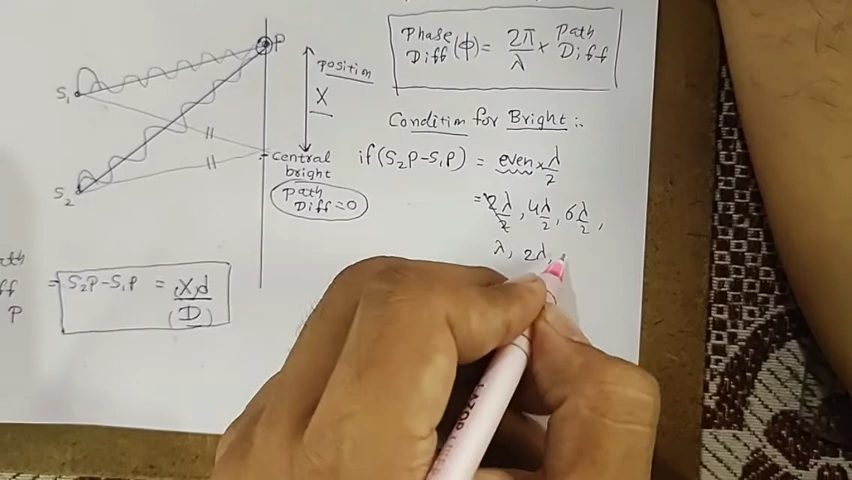 S₁
S₂
P
Position
X
Central
bright
Path
Diff = 0
Diff
P
= S₂P-S₁P = Xd/(D)
Phase Diff(ϕ) = 2π/λ × Path Diff
Condition for Bright :-
if (S₂P-S₁P) = even × λ/2
= 2λ/2, 4λ/2, 6λ/2,
λ, 2λ,